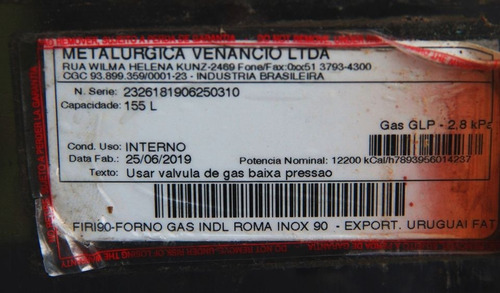 METALURGICA VENANCIO LTDA
RUA WILMA HELENA KUNZ-2469 Fone/Fax:0xx51 3793-4300
CGC 93.899.359/0001-23 - INDUSTRIA BRASILEIRA
N. Serie: 2326181906250310
Capacidade: 155 L
Gas GLP - 2,8 kPa
Cond. Uso: INTERNO
Data Fab.: 25/06/2019
Potencia Nominal: 12200 kCal/h
7893956014237
Texto: Usar valvula de gas baixa pressao
FIRI90-FORNO GAS INDL ROMA INOX 90 - EXPORT. URUGUAI FAT